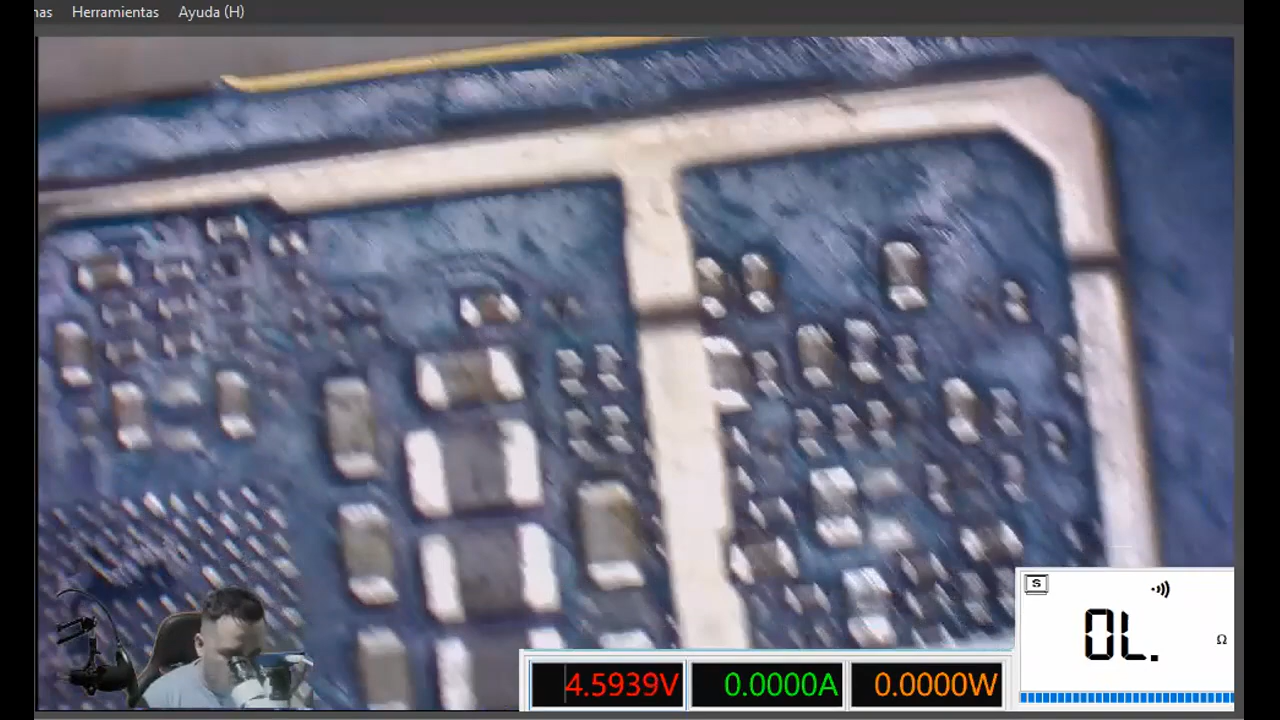 nas Herramientas Ayuda (H)
S
OL.
Ω
4.5939V 0.0000A 0.0000W